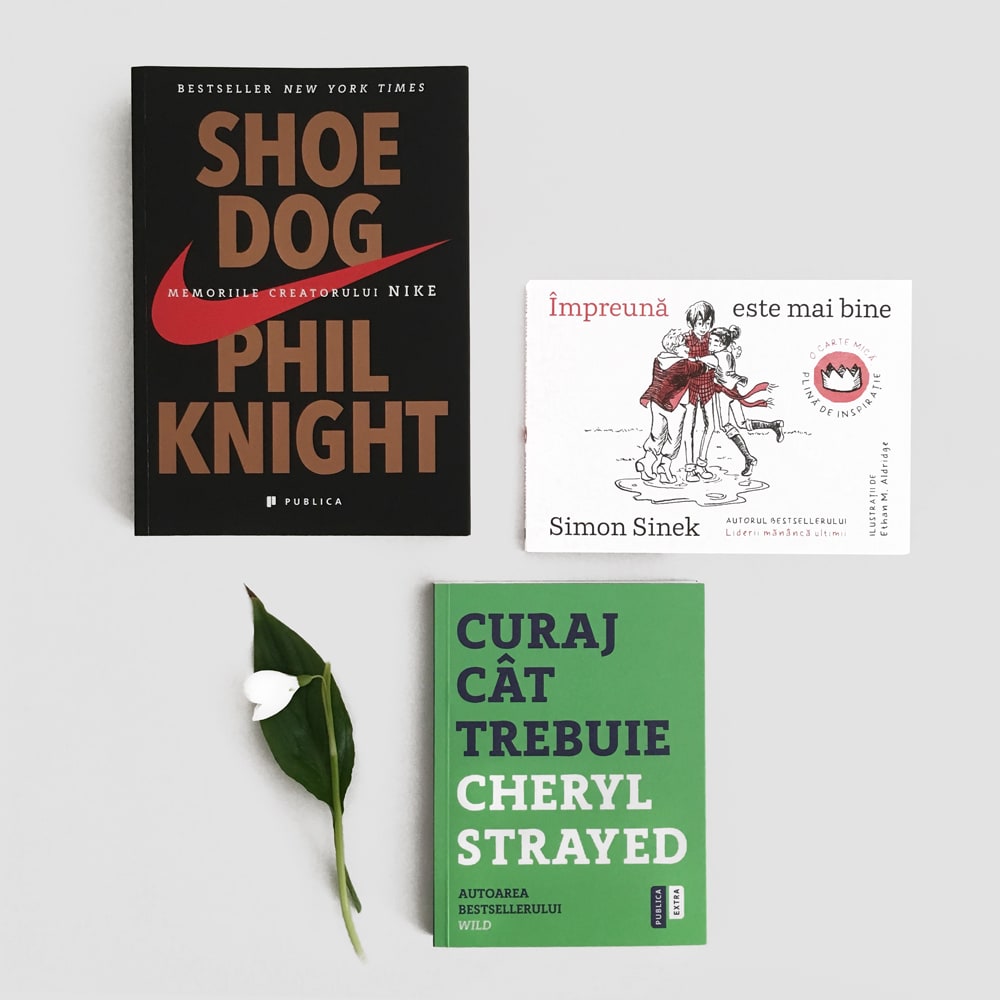 BESTSELLER NEW YORK TIMES
SHOE
DOG
MEMORIILE CREATORULUI NIKE
PHIL
KNIGHT
PUBLICA
Împreună este mai bine
O CARTE MICĂ
PLINĂ DE INSPIRAȚIE
Simon Sinek
AUTORUL BESTSELLERULUI
Liderii mănâncă ultimii
ILUSTRAȚII DE
Ethan M. Aldridge
CURAJ
CÂT
TREBUIE
CHERYL
STRAYED
AUTOAREA
BESTSELLERULUI
WILD
PUBLICA
EXTRA